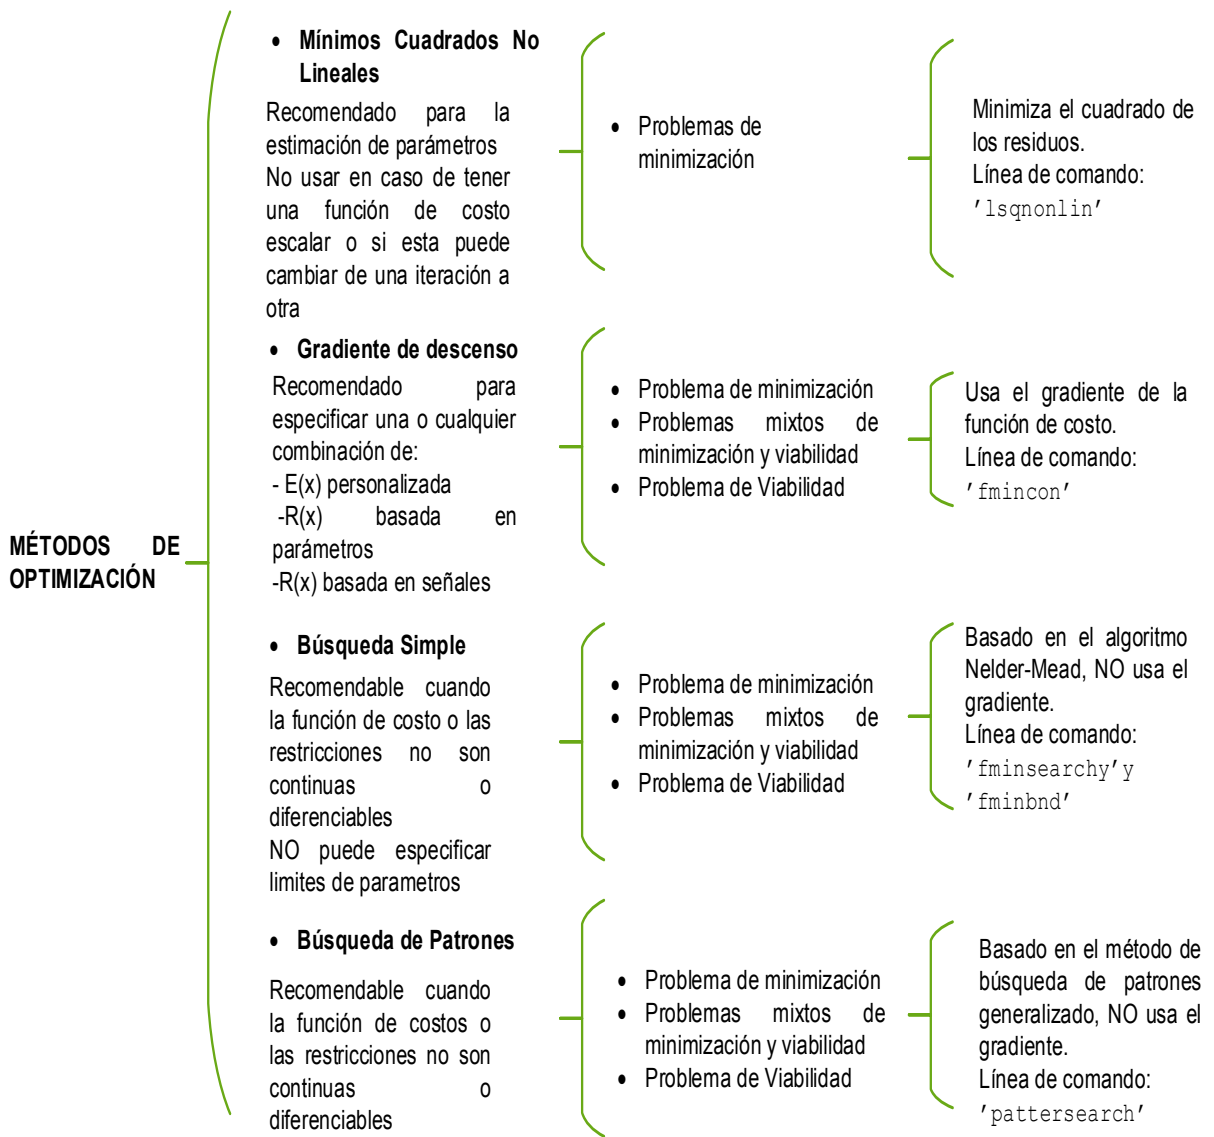 MÉTODOS DE
OPTIMIZACIÓN
• Mínimos Cuadrados No
Lineales
Recomendado para la
estimación de parámetros
No usar en caso de tener
una función de costo
escalar o si esta puede
cambiar de una iteración a
otra
• Problemas de
minimización
Minimiza el cuadrado de
los residuos.
Línea de comando:
'lsqnonlin'
• Gradiente de descenso
Recomendado para
especificar una o cualquier
combinación de:
- E(x) personalizada
-R(x) basada en
parámetros
-R(x) basada en señales
• Problema de minimización
• Problemas mixtos de
minimización y viabilidad
• Problema de Viabilidad
Usa el gradiente de la
función de costo.
Línea de comando:
'fmincon'
• Búsqueda Simple
Recomendable cuando
la función de costo o las
restricciones no son
continuas o
diferenciables
NO puede especificar
limites de parametros
• Problema de minimización
• Problemas mixtos de
minimización y viabilidad
• Problema de Viabilidad
Basado en el algoritmo
Nelder-Mead, NO usa el
gradiente.
Línea de comando:
'fminsearchy'y
'fminbnd'
• Búsqueda de Patrones
Recomendable cuando
la función de costos o
las restricciones no son
continuas o
diferenciables
• Problema de minimización
• Problemas mixtos de
minimización y viabilidad
• Problema de Viabilidad
Basado en el método de
búsqueda de patrones
generalizado, NO usa el
gradiente.
Línea de comando:
'pattersearch'